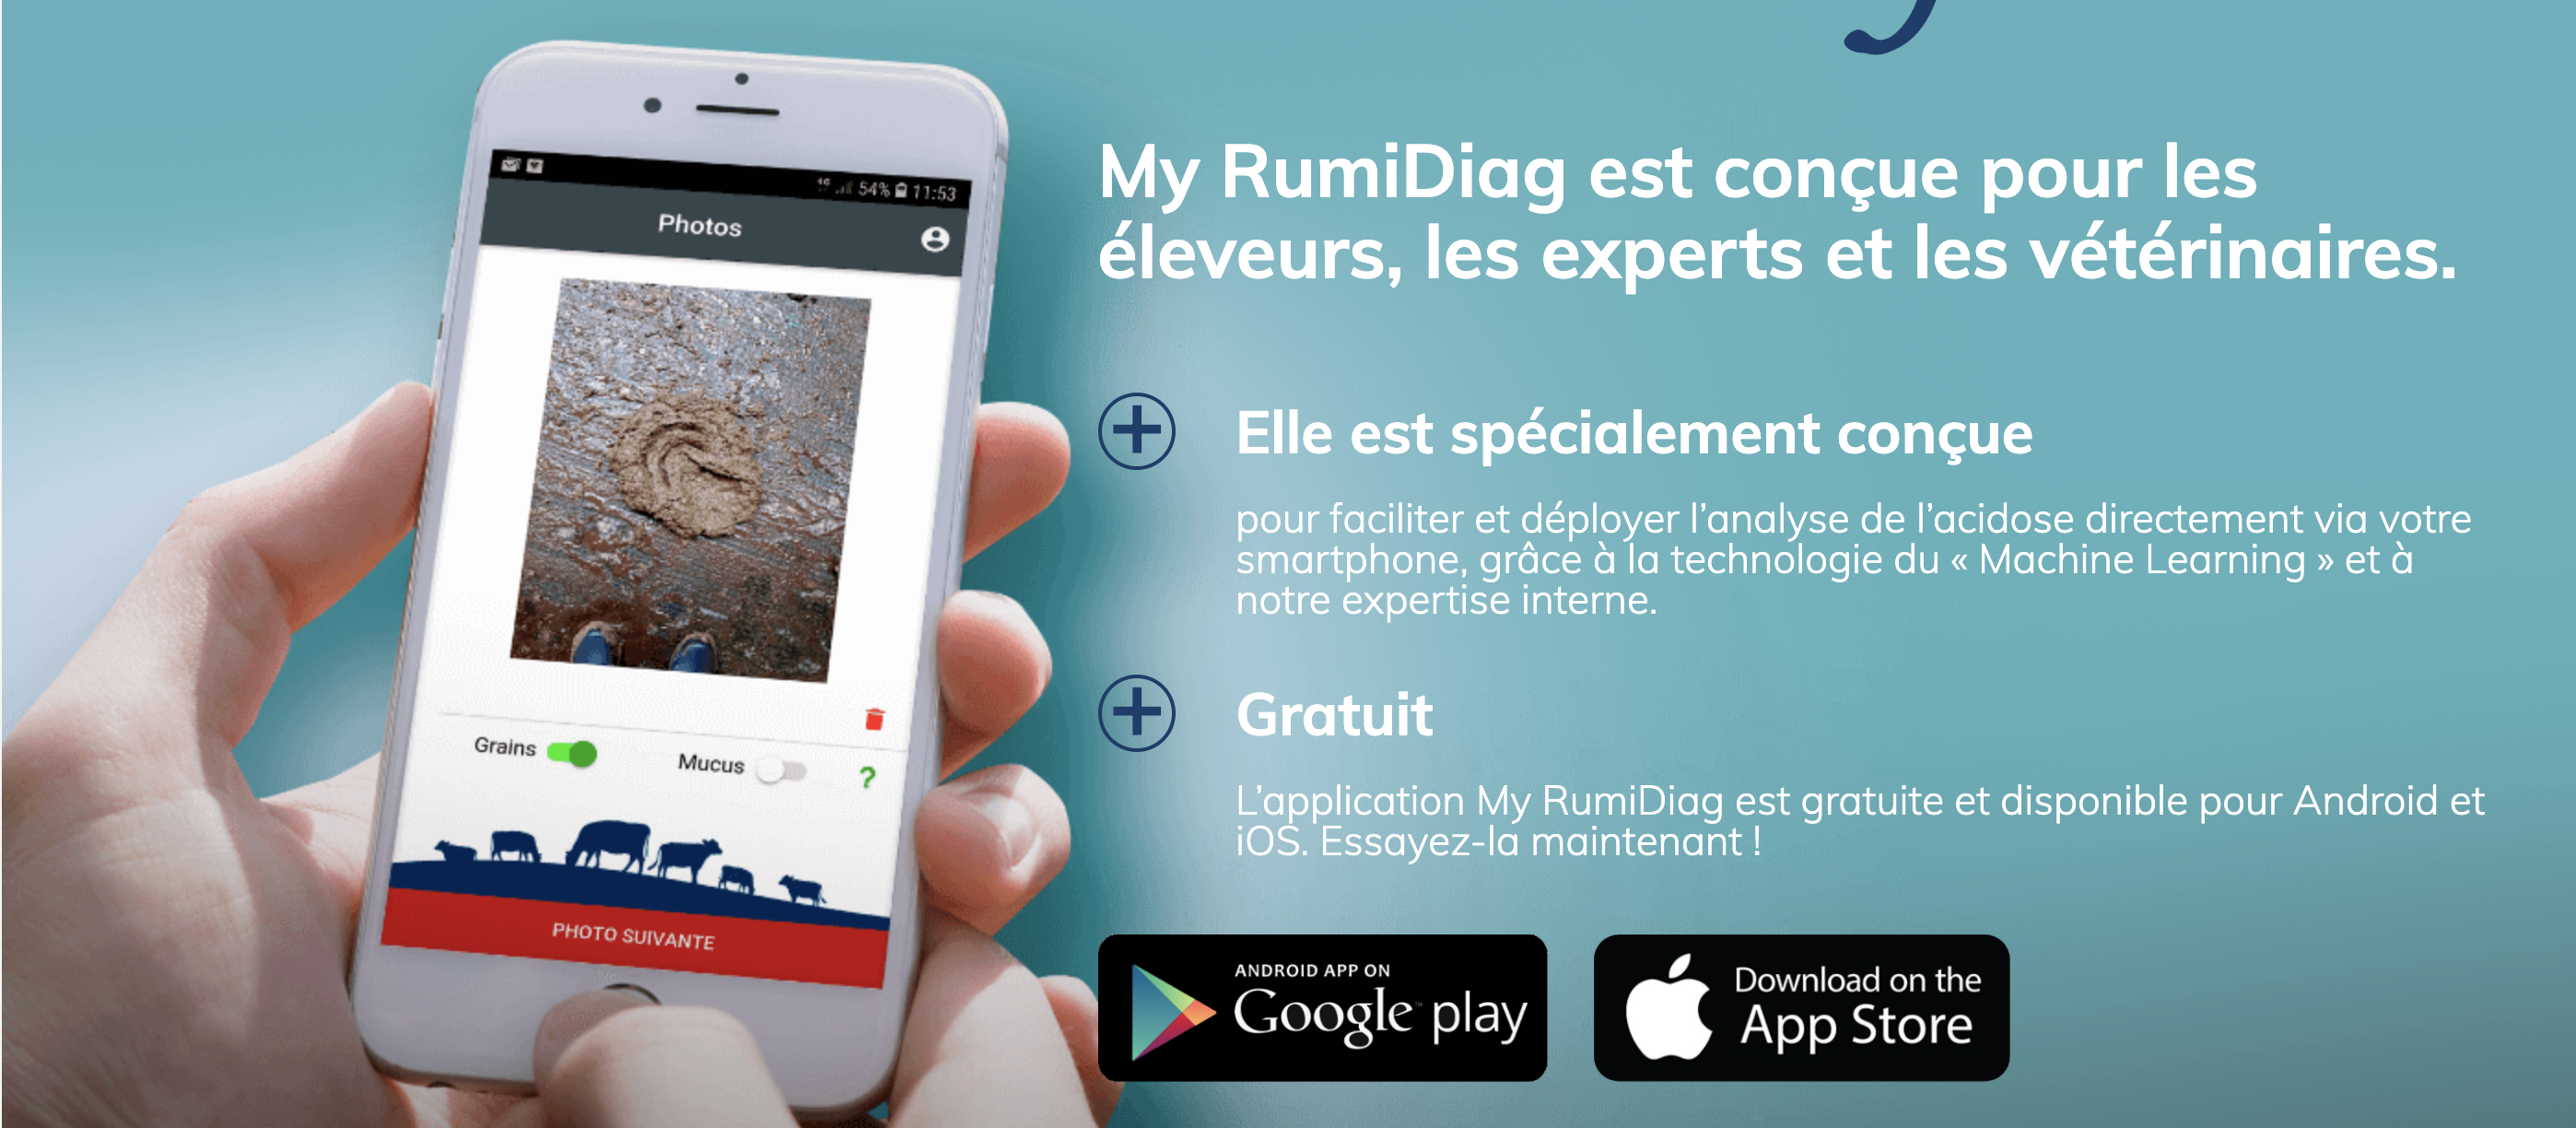 4G 54% 11:53
Photos
Grains
Mucus
?
PHOTO SUIVANTE
My RumiDiag est conçue pour les
éleveurs, les experts et les vétérinaires.
Elle est spécialement conçue
pour faciliter et déployer l’analyse de l’acidose directement via votre
smartphone, grâce à la technologie du « Machine Learning » et à
notre expertise interne.
Gratuit
L’application My RumiDiag est gratuite et disponible pour Android et
iOS. Essayez-la maintenant !
ANDROID APP ON
Google™ play
Download on the
App Store